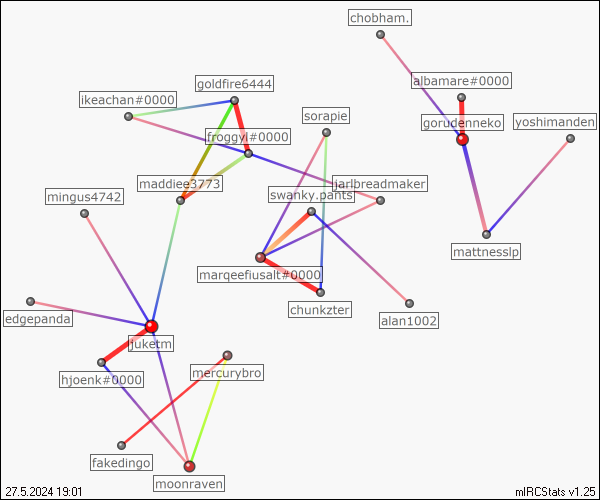 chobham.
goldfire6444
albamare#0000
ikeachan#0000
sorapie
gorudenneko
yoshimanden
froggyl#0000
maddiee3773
jarlbreadmaker
mingus4742
swanky.pants
mattnesslp
marqeefiusalt#0000
chunkzter
alan1002
edgepanda
juketm
hjoenk#0000
mercurybro
fakedingo
moonraven
27.5.2024 19:01
mIRCStats v1.25